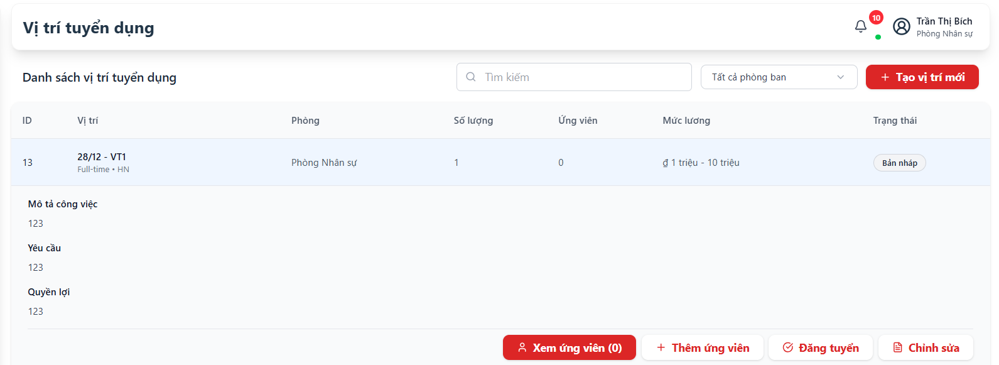 Vị trí tuyển dụng
10
Trần Thị Bích
Phòng Nhân sự
Danh sách vị trí tuyển dụng
Tìm kiếm
Tất cả phòng ban
+ Tạo vị trí mới
ID Vị trí Phòng Số lượng Ứng viên Mức lương Trạng thái
13 28/12 - VT1 Phòng Nhân sự 1 0 ₫ 1 triệu - 10 triệu Bản nháp
Full-time • HN
Mô tả công việc
123
Yêu cầu
123
Quyền lợi
123
Xem ứng viên (0) + Thêm ứng viên Đăng tuyển Chỉnh sửa